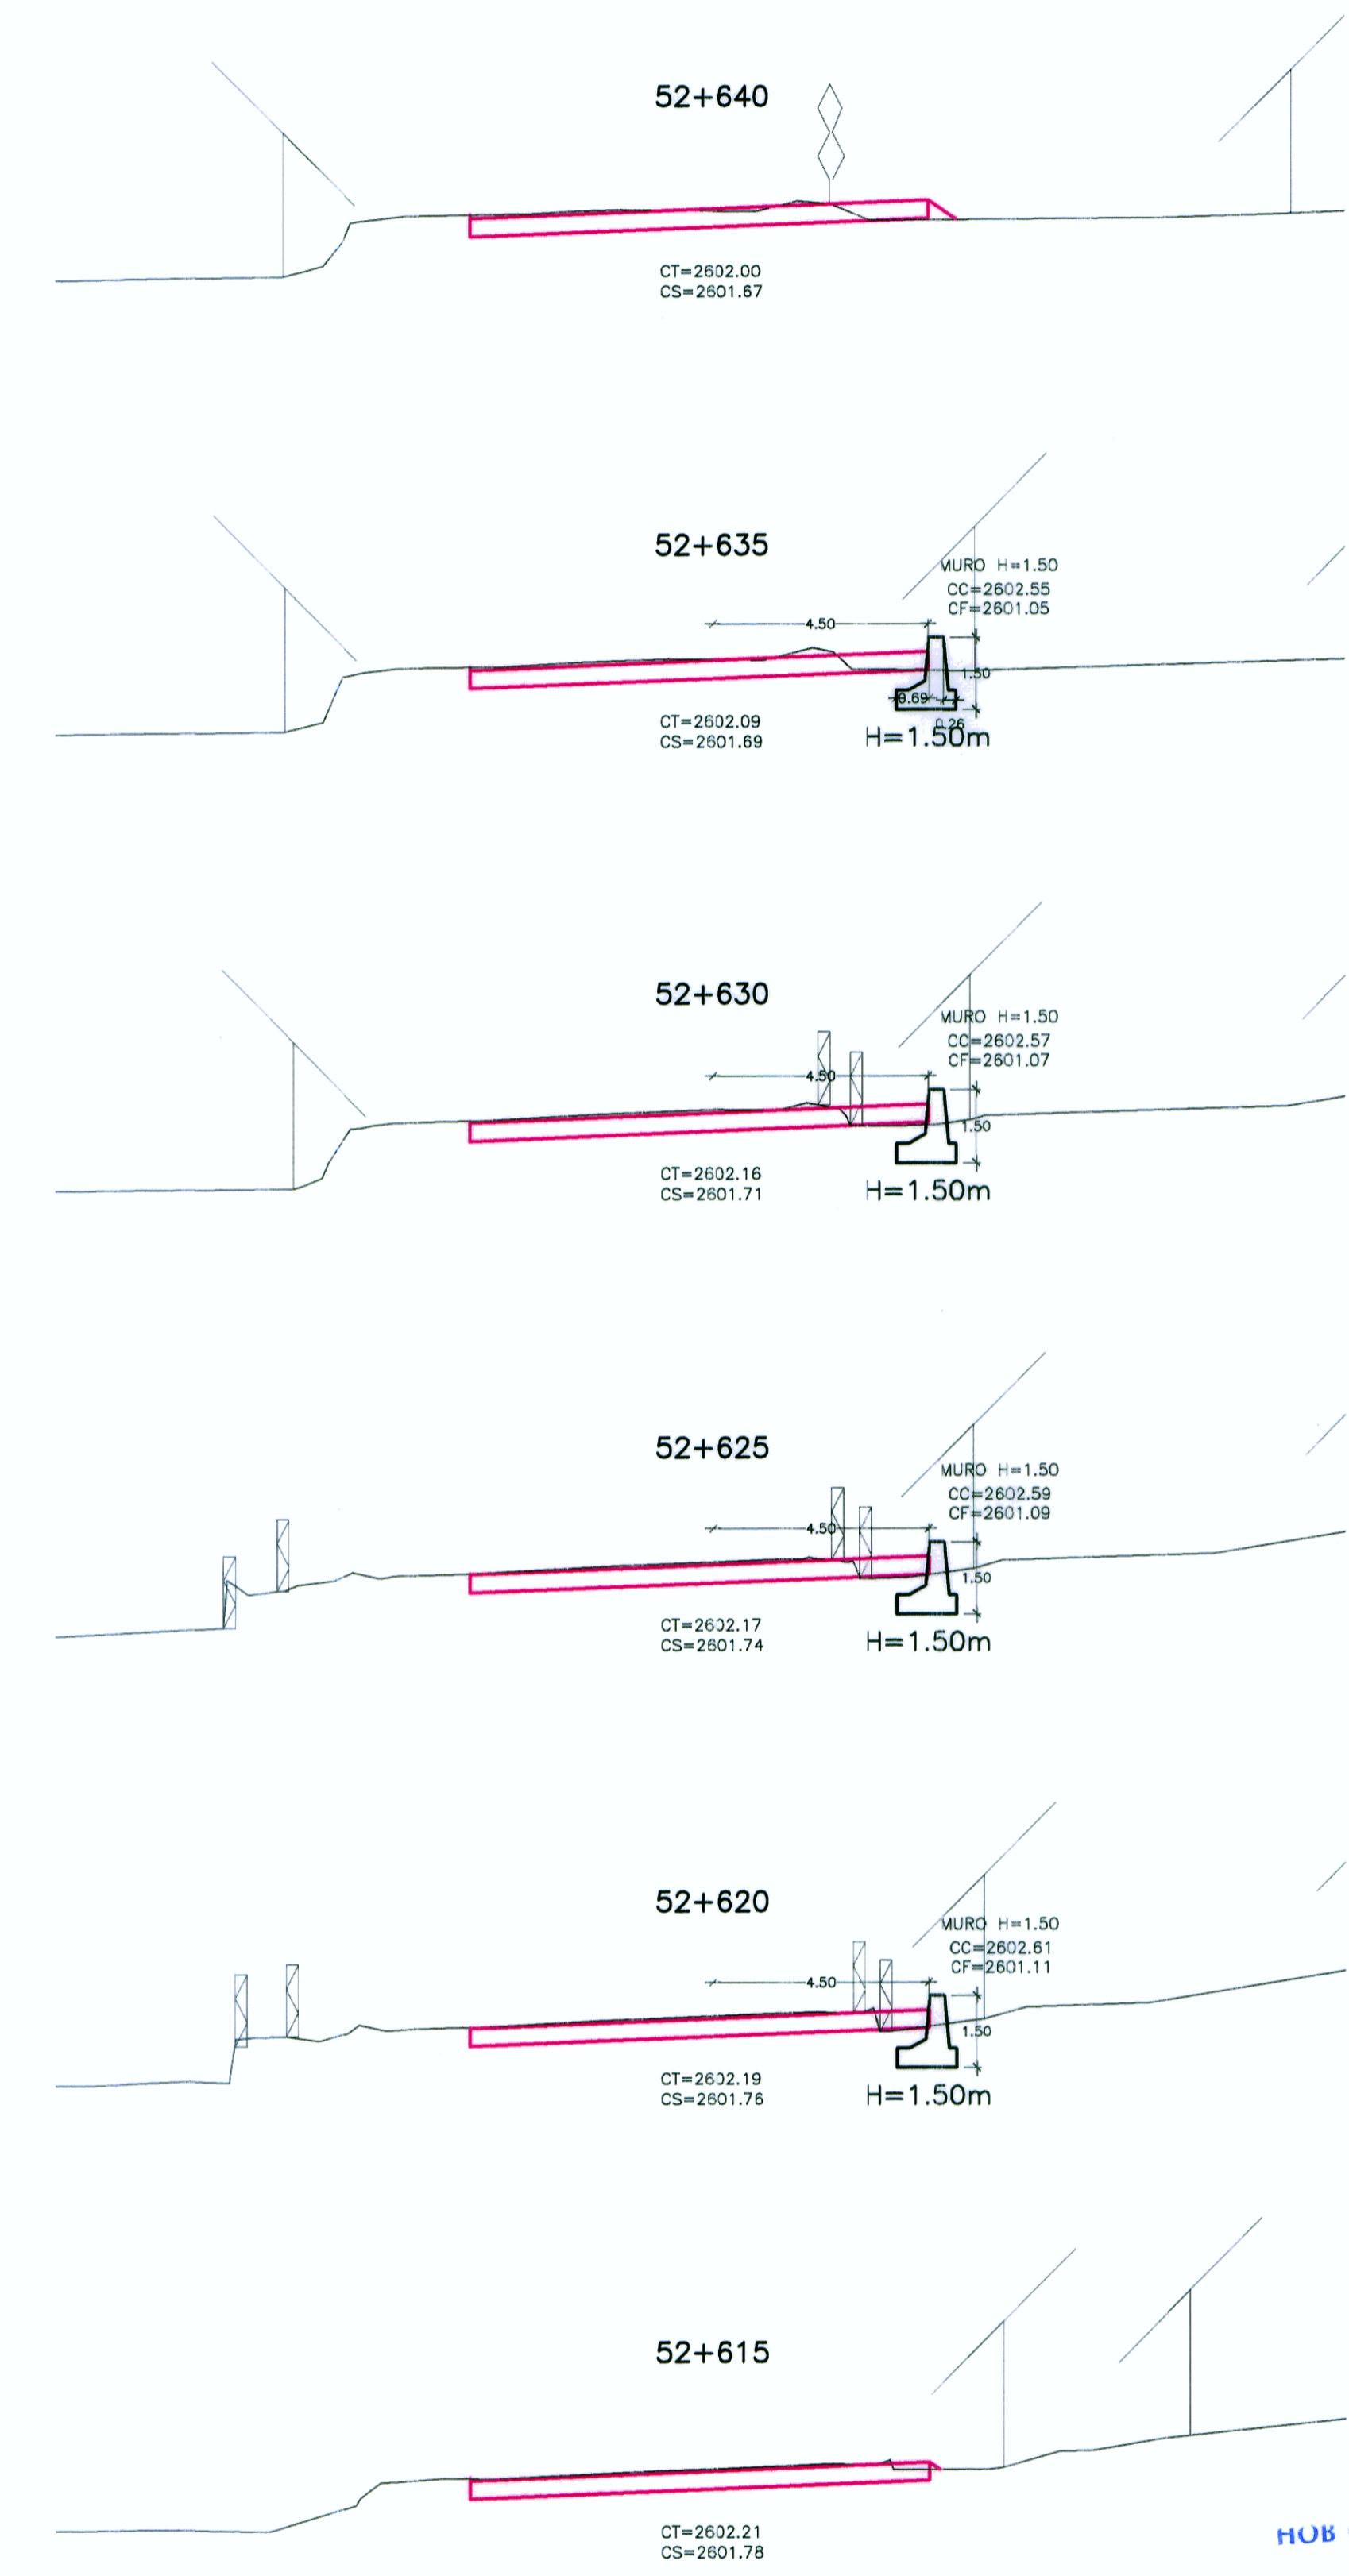 52+640
CT=2602.00
CS=2601.67
52+635
MURO H=1.50
CC=2602.55
CF=2601.05
4.50
1.50
0.69
0.26
H=1.50m
CT=2602.09
CS=2601.69
52+630
MURO H=1.50
CC=2602.57
CF=2601.07
4.50
1.50
CT=2602.16
CS=2601.71
H=1.50m
52+625
MURO H=1.50
CC=2602.59
CF=2601.09
4.50
1.50
CT=2602.17
CS=2601.74
H=1.50m
52+620
MURO H=1.50
CC=2602.61
CF=2601.11
4.50
1.50
CT=2602.19
CS=2601.76
H=1.50m
52+615
CT=2602.21
CS=2601.78
HOB